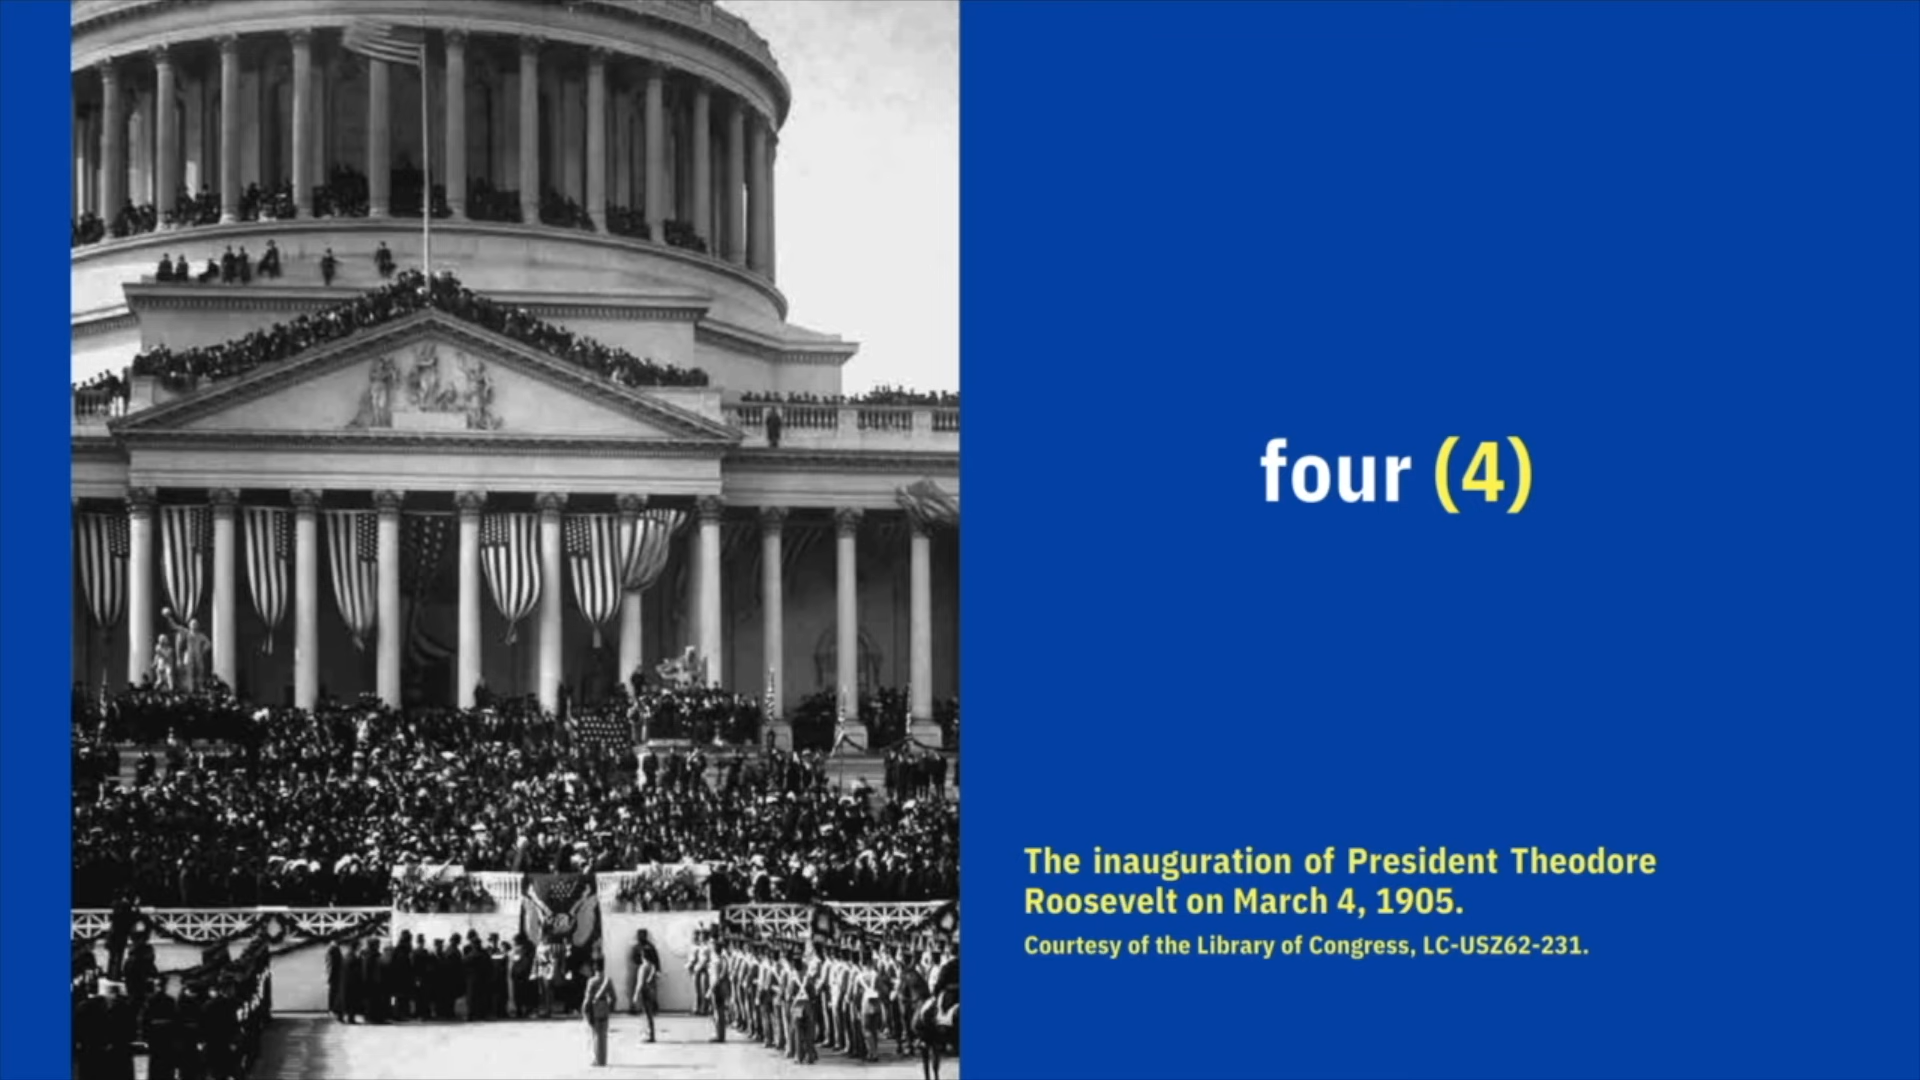 four (4)
The inauguration of President Theodore
Roosevelt on March 4, 1905.
Courtesy of the Library of Congress, LC-USZ62-231.